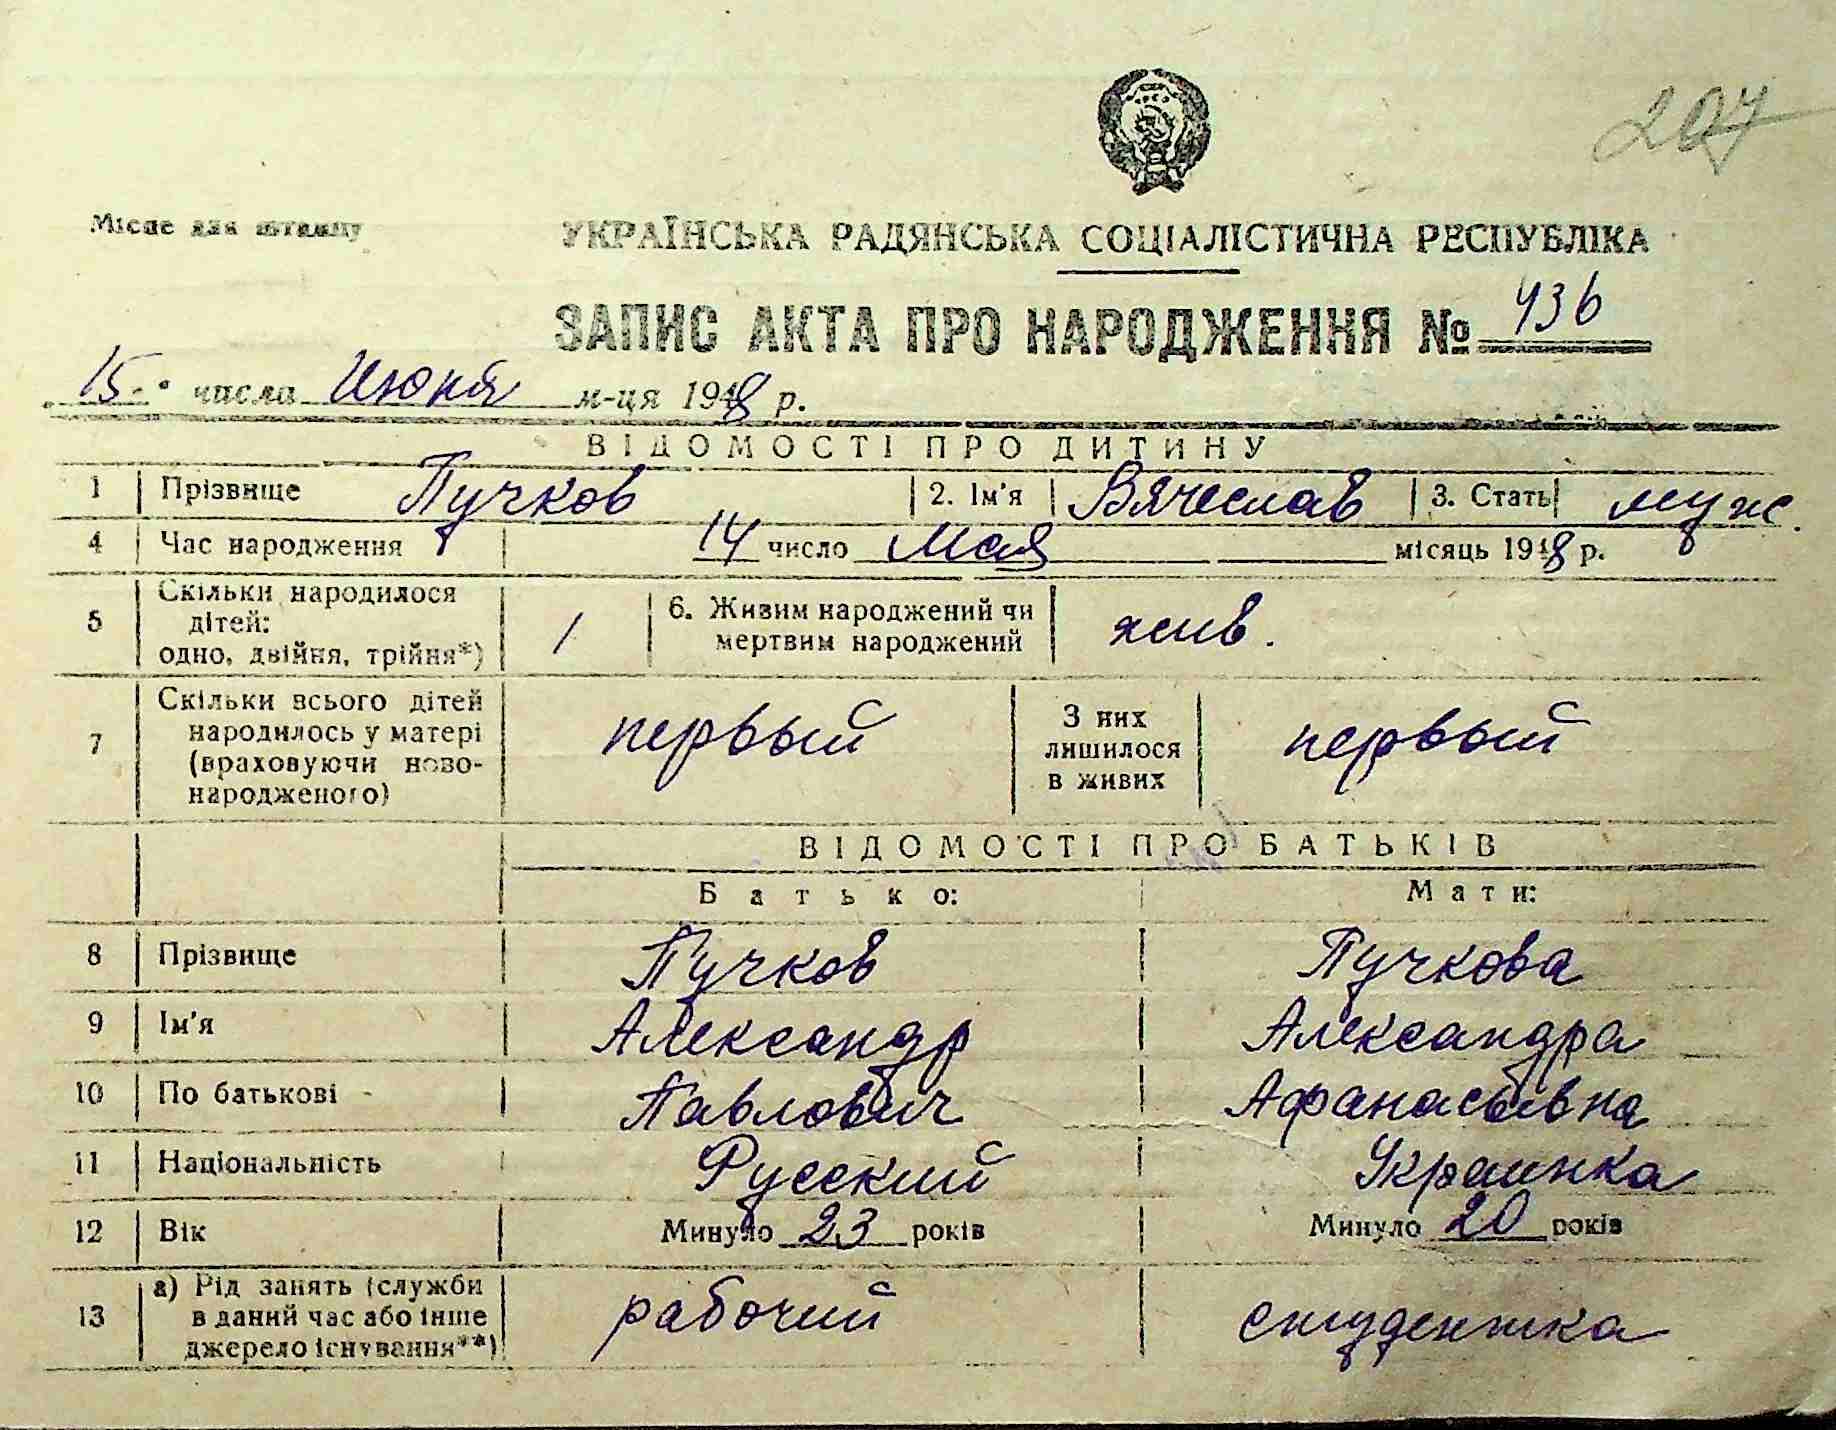 207
Місце для штампу
УКРАЇНСЬКА РАДЯНСЬКА СОЦІАЛІСТИЧНА РЕСПУБЛІКА
ЗАПИС АКТА ПРО НАРОДЖЕННЯ № 436
15 числа Июня м-ця 1948 р.
ВІДОМОСТІ ПРО ДИТИНУ
1 Прізвище Пучков 2. Ім'я Вячеслав 3. Стать муж.
4 Час народження 14 число мая місяць 1948 р.
5 Скільки народилося дітей: одно, двійня, трійня*) 1 6. Живим народжений чи мертвим народжений жив.
7 Скільки всього дітей народилось у матері (враховуючи ново-народженого) первый З них лишилося в живих первый
ВІДОМОСТІ ПРО БАТЬКІВ
Батько: Мати:
8 Прізвище Пучков Пучкова
9 Ім'я Александр Александра
10 По батькові Павлович Афанасьевна
11 Національність Русский Украинка
12 Вік Минуло 23 років Минуло 20 років
13 а) Рід занять (служби в даний час або інше джерело існування**) рабочий студентка